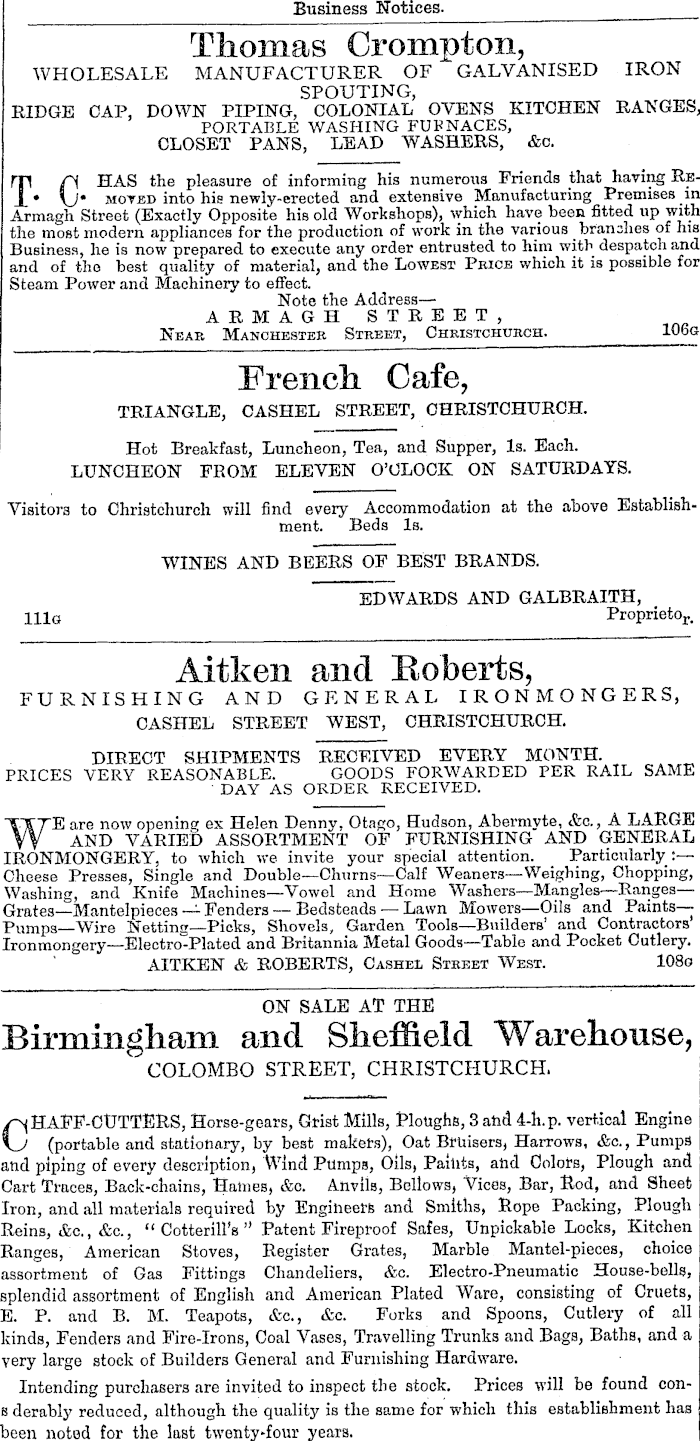 Business Notices.
Thomas Crompton,
WHOLESALE MANUFACTURER OF GALVANISED IRON
SPOUTING,
RIDGE CAP, DOWN PIPING, COLONIAL OVENS KITCHEN RANGES,
PORTABLE WASHING FURNACES,
CLOSET PANS, LEAD WASHERS, &c.
T. C. HAS the pleasure of informing his numerous Friends that having RE-
MOVED into his newly-erected and extensive Manufacturing Premises in
Armagh Street (Exactly Opposite his old Workshops), which have been fitted up with
the most modern appliances for the production of work in the various branches of his
Business, he is now prepared to execute any order entrusted to him with despatch and
and of the best quality of material, and the LOWEST PRICE which it is possible for
Steam Power and Machinery to effect.
Note the Address—
ARMAGH STREET,
NEAR MANCHESTER STREET, CHRISTCHURCH. 106G
French Cafe,
TRIANGLE, CASHEL STREET, CHRISTCHURCH.
Hot Breakfast, Luncheon, Tea, and Supper, 1s. Each.
LUNCHEON FROM ELEVEN O'CLOCK ON SATURDAYS.
Visitors to Christchurch will find every Accommodation at the above Establish-
ment. Beds 1s.
WINES AND BEERS OF BEST BRANDS.
EDWARDS AND GALBRAITH,
111G Proprietor.
Aitken and Roberts,
FURNISHING AND GENERAL IRONMONGERS,
CASHEL STREET WEST, CHRISTCHURCH.
DIRECT SHIPMENTS RECEIVED EVERY MONTH.
PRICES VERY REASONABLE. GOODS FORWARDED PER RAIL SAME
DAY AS ORDER RECEIVED.
WE are now opening ex Helen Denny, Otago, Hudson, Abermyte, &c., A LARGE
AND VARIED ASSORTMENT OF FURNISHING AND GENERAL
IRONMONGERY, to which we invite your special attention. Particularly :—
Cheese Presses, Single and Double—Churns—Calf Weaners—Weighing, Chopping,
Washing, and Knife Machines—Vowel and Home Washers—Mangles—Ranges—
Grates—Mantelpieces — Fenders — Bedsteads — Lawn Mowers—Oils and Paints—
Pumps—Wire Netting—Picks, Shovels, Garden Tools—Builders' and Contractors'
Ironmongery—Electro-Plated and Britannia Metal Goods—Table and Pocket Cutlery.
AITKEN & ROBERTS, CASHEL STREET WEST. 108G
ON SALE AT THE
Birmingham and Sheffield Warehouse,
COLOMBO STREET, CHRISTCHURCH.
CHAFF-CUTTERS, Horse-gears, Grist Mills, Ploughs, 3 and 4-h.p. vertical Engine
(portable and stationary, by best makers), Oat Bruisers, Harrows, &c., Pumps
and piping of every description, Wind Pumps, Oils, Paints, and Colors, Plough and
Cart Traces, Back-chains, Hames, &c. Anvils, Bellows, Vices, Bar, Rod, and Sheet
Iron, and all materials required by Engineers and Smiths, Rope Packing, Plough
Reins, &c., &c., "Cotterill's" Patent Fireproof Safes, Unpickable Locks, Kitchen
Ranges, American Stoves, Register Grates, Marble Mantel-pieces, choice
assortment of Gas Fittings Chandeliers, &c. Electro-Pneumatic House-bells,
splendid assortment of English and American Plated Ware, consisting of Cruets,
E. P. and B. M. Teapots, &c., &c. Forks and Spoons, Cutlery of all
kinds, Fenders and Fire-Irons, Coal Vases, Travelling Trunks and Bags, Baths, and a
very large stock of Builders General and Furnishing Hardware.
Intending purchasers are invited to inspect the stock. Prices will be found con-
s derably reduced, although the quality is the same for which this establishment has
been noted for the last twenty-four years.